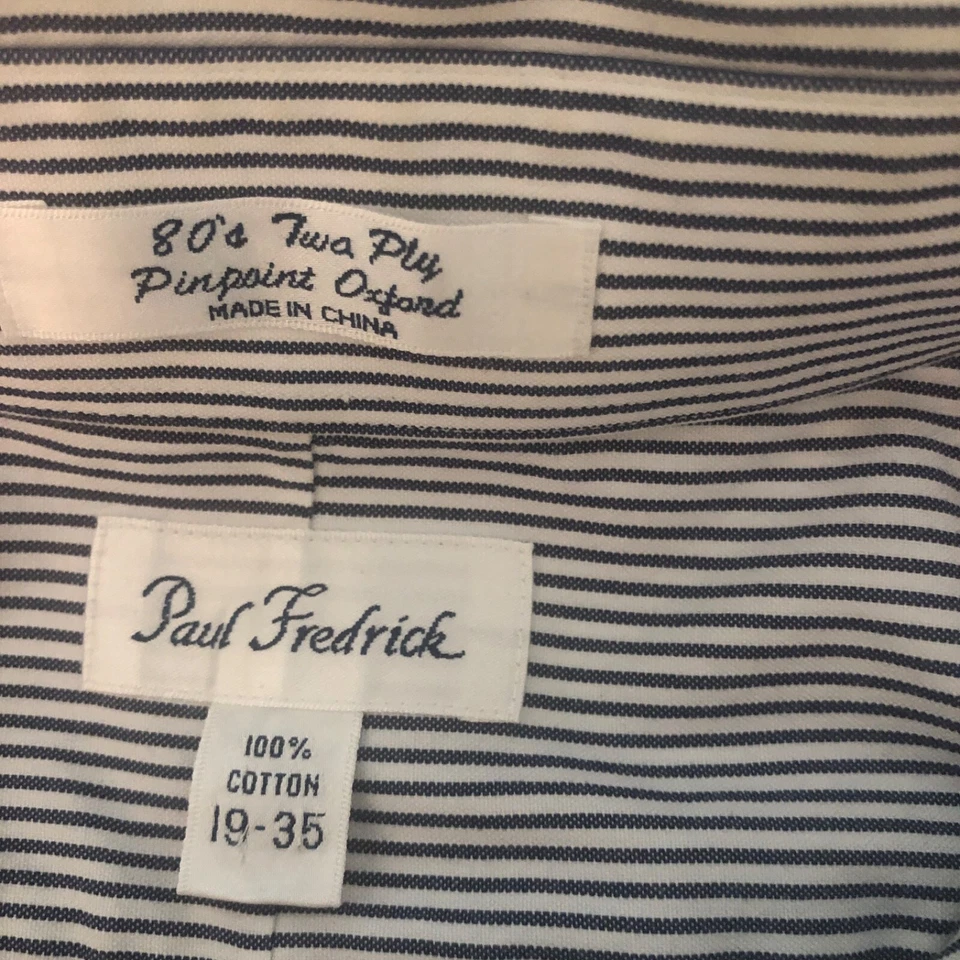 80's Two Ply
Pinpoint Oxford
MADE IN CHINA
Paul Fredrick
100%
COTTON
19-35